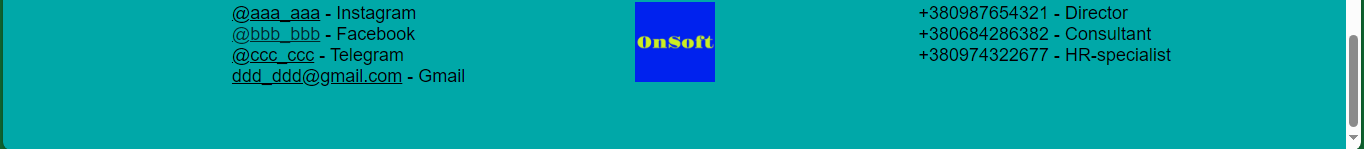 @aaa_aaa - Instagram
@bbb_bbb - Facebook
@ccc_ccc - Telegram
ddd_ddd@gmail.com - Gmail
OnSoft
+380987654321 - Director
+380684286382 - Consultant
+380974322677 - HR-specialist